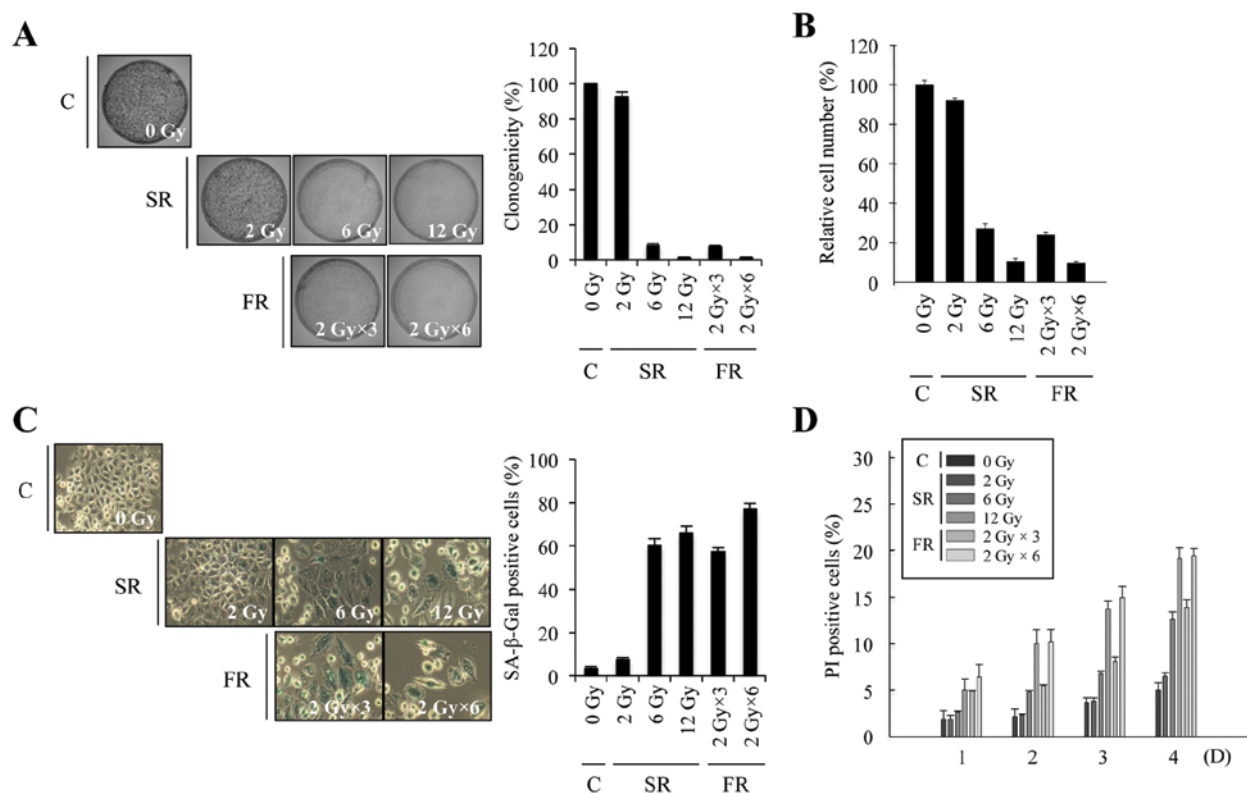 A
C
0 Gy
SR
2 Gy
6 Gy
12 Gy
FR
2 Gy×3
2 Gy×6
Clonogenicity (%)
120
100
80
60
40
20
0
0 Gy
2 Gy
6 Gy
12 Gy
2 Gy×3
2 Gy×6
C
SR
FR
B
Relative cell number (%)
120
100
80
60
40
20
0
0 Gy
2 Gy
6 Gy
12 Gy
2 Gy×3
2 Gy×6
C
SR
FR
C
C
0 Gy
SR
2 Gy
6 Gy
12 Gy
FR
2 Gy×3
2 Gy×6
SA-β-Gal positive cells (%)
100
80
60
40
20
0
0 Gy
2 Gy
6 Gy
12 Gy
2 Gy×3
2 Gy×6
C
SR
FR
D
PI positive cells (%)
30
25
20
15
10
5
0
C
0 Gy
SR
2 Gy
6 Gy
12 Gy
FR
2 Gy × 3
2 Gy × 6
1
2
3
4
(D)